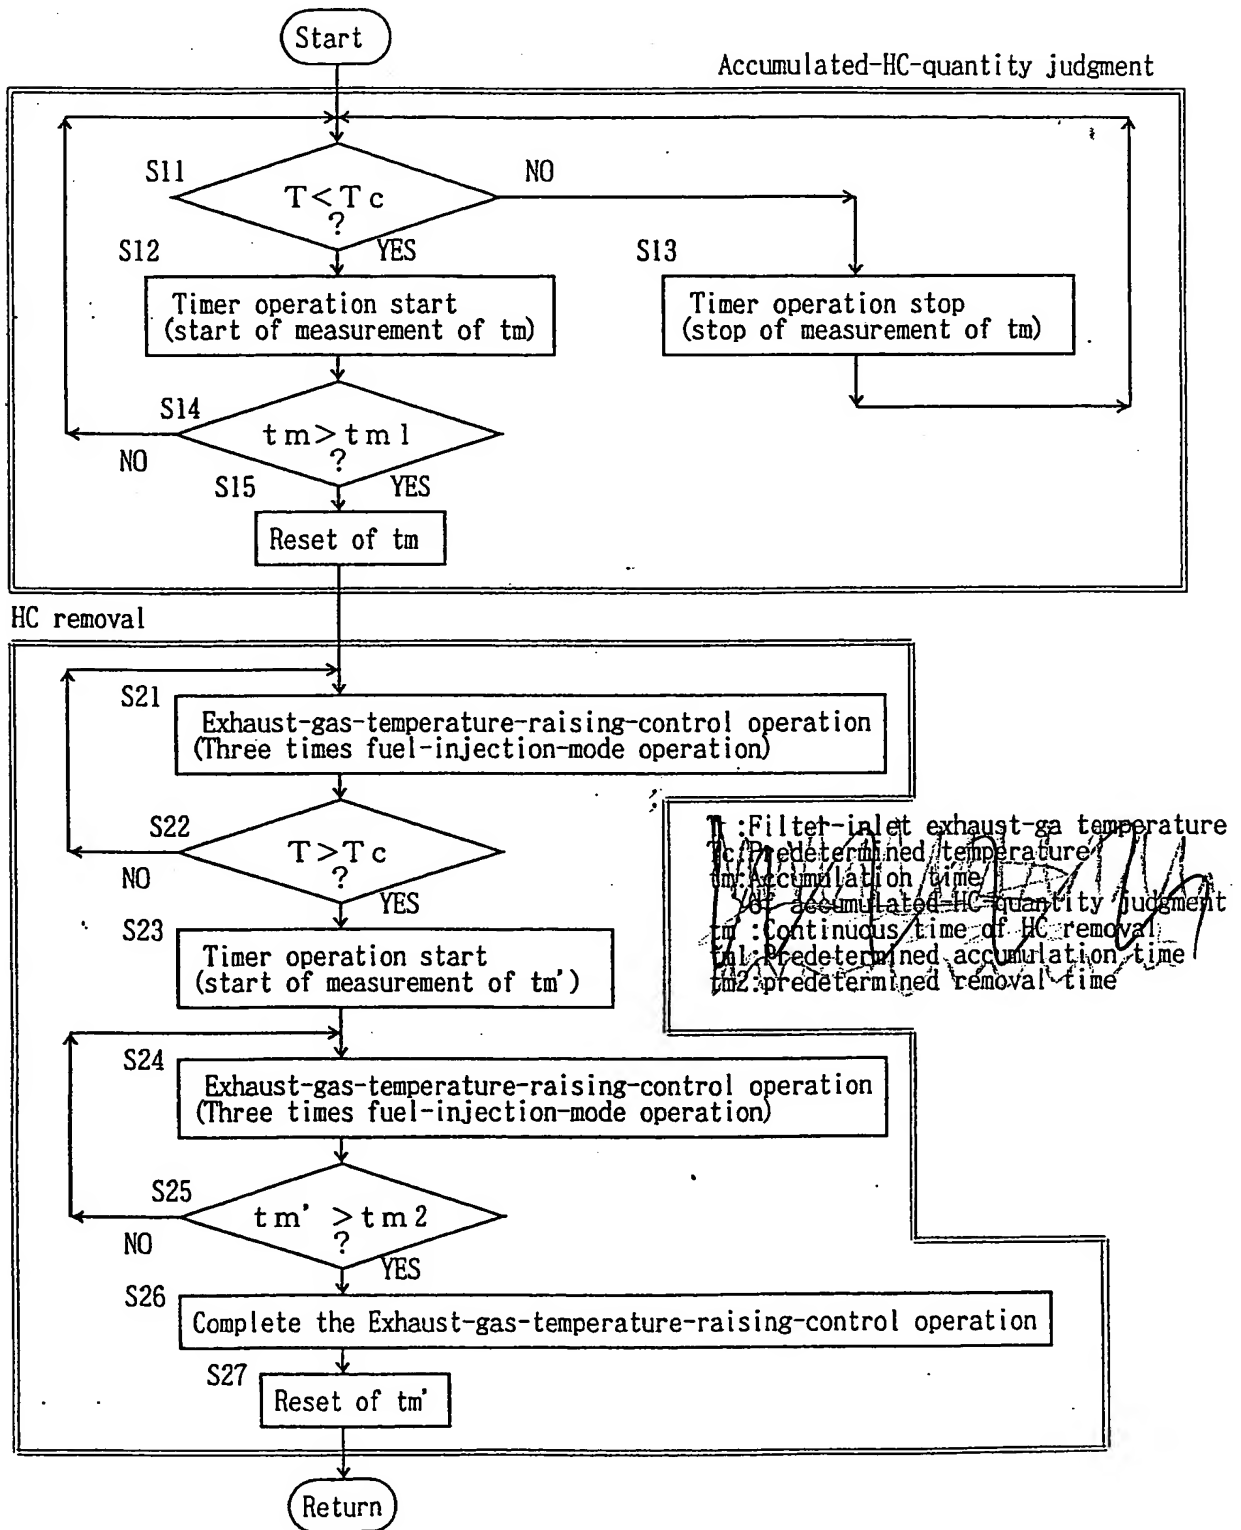 Start
Accumulated-HC-quantity judgment
S11
T<Tc
?
NO
YES
S12
Timer operation start
(start of measurement of tm)
S13
Timer operation stop
(stop of measurement of tm)
S14
tm>tm1
?
NO
YES
S15
Reset of tm
HC removal
S21
Exhaust-gas-temperature-raising-control operation
(Three times fuel-injection-mode operation)
S22
T>Tc
?
NO
YES
S23
Timer operation start
(start of measurement of tm')
T :Filter-inlet exhaust-ga temperature
Tc:Predetermined temperature
tm:Accumulation time
of accumulated-HC-quantity judgment
tm':Continuous time of HC removal
tm1:Predetermined accumulation time
tm2:predetermined removal time
S24
Exhaust-gas-temperature-raising-control operation
(Three times fuel-injection-mode operation)
S25
tm' >tm2
?
NO
YES
S26
Complete the Exhaust-gas-temperature-raising-control operation
S27
Reset of tm'
Return